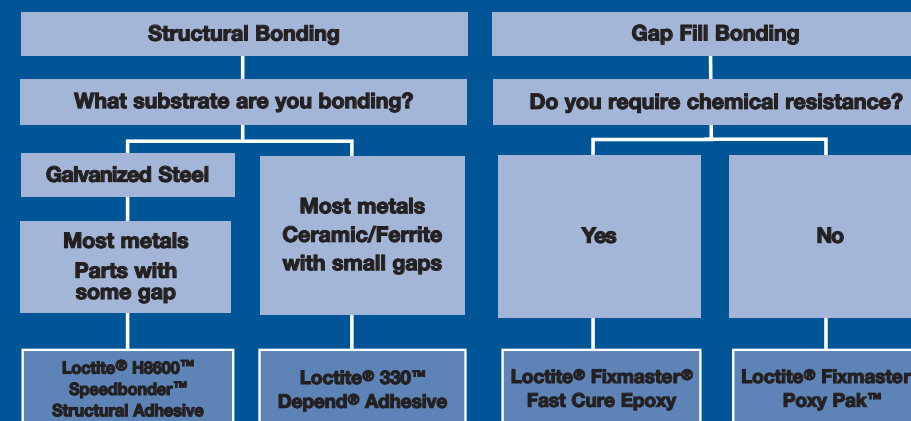 Structural Bonding
What substrate are you bonding?
Galvanized Steel
Most metals
Parts with
some gap
Loctite® H8600™
Speedbonder™
Structural Adhesive
Most metals
Ceramic/Ferrite
with small gaps
Loctite® 330™
Depend® Adhesive
Gap Fill Bonding
Do you require chemical resistance?
Yes
Loctite® Fixmaster®
Fast Cure Epoxy
No
Loctite® Fixmaster
Poxy Pak™